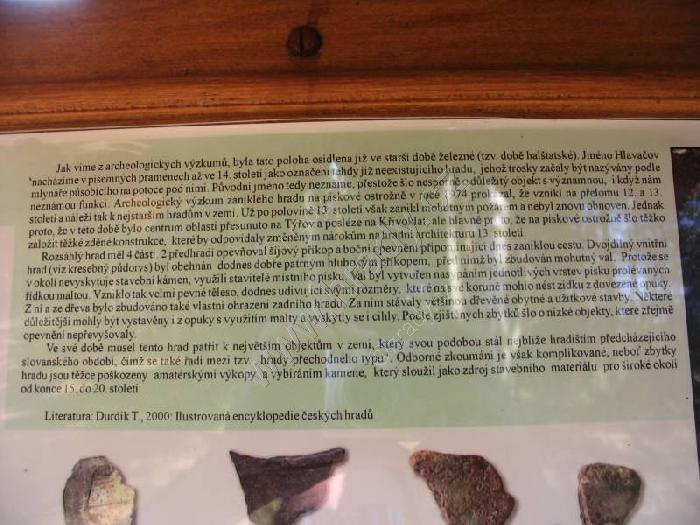 Jak víme z archeologických výzkumů, byla tato poloha osídlena již ve starší době železné (tzv. době halštatské). Jméno Hlavačov
nacházíme v písemných pramenech až ve 14. století jako označení tehdy již neexistujícího hradu, jehož trosky začaly být nazývány podle
mlynáře působícího na potoce pod nimi. Původní jméno tedy neznáme, přestože šlo nesporně o důležitý objekt s významnou, i když nám
neznámou funkcí. Archeologický výzkum zaniklého hradu na pískové ostrožně v roce 1974 prokázal, že vznikl na přelomu 12. a 13.
století a náleží tak k nejstarším hradům v zemi. Už po polovině 13. století však zanikl mohutným požárem a nebyl znovu obnoven. Jednak
proto, že v této době bylo centrum oblasti přesunuto na Týřov a posléze na Křivoklát, ale hlavně proto, že na pískové ostrožně šlo těžko
založit těžké zděné konstrukce, které by odpovídaly změněným nárokům na hradní architekturu 13. století.
Rozsáhlý hrad měl 4 části, 2 předhradí opevňoval šíjový příkop a boční opevnění připomínající dnes zaniklou cestu. Dvojdílný vnitřní
hrad (viz kresebný půdorys) byl obehnán dodnes dobře patrným hlubokým příkopem, před nímž byl zbudován mohutný val. Protože se
v okolí nevyskytuje stavební kámen, využili stavitelé místního písku. Val byl vytvořen nasypáním jednotlivých vrstev písku prolévaných
řídkou maltou. Vzniklo tak velmi pevné těleso, dodnes udivující svými rozměry, které na své koruně mohlo nést zídku z dovezené opuky.
Z ní a ze dřeva bylo zbudováno také vlastní ohrazení zadního hradu. Za ním stávaly většinou dřevěné obytné a užitkové stavby. Některé
důležitější mohly být vystavěny i z opuky s využitím malty a vyskytly se i cihly. Podle zjištěných zbytků šlo o nízké objekty, které zřejmě
opevnění nepřevyšovaly.
Ve své době musel tento hrad patřit k největším objektům v zemi, který svou podobou stál nejblíže hradištím předcházejícího
slovanského období, čímž se také řadí mezi tzv. „hrady přechodného typu". Odborné zkoumání je však komplikované, neboť zbytky
hradu jsou těžce poškozeny amatérskými výkopy a vybíráním kamene, který sloužil jako zdroj stavebního materiálu pro široké okolí
od konce 15. do 20. století.
Literatura: Durdík T., 2000: Ilustrovaná encyklopedie českých hradů